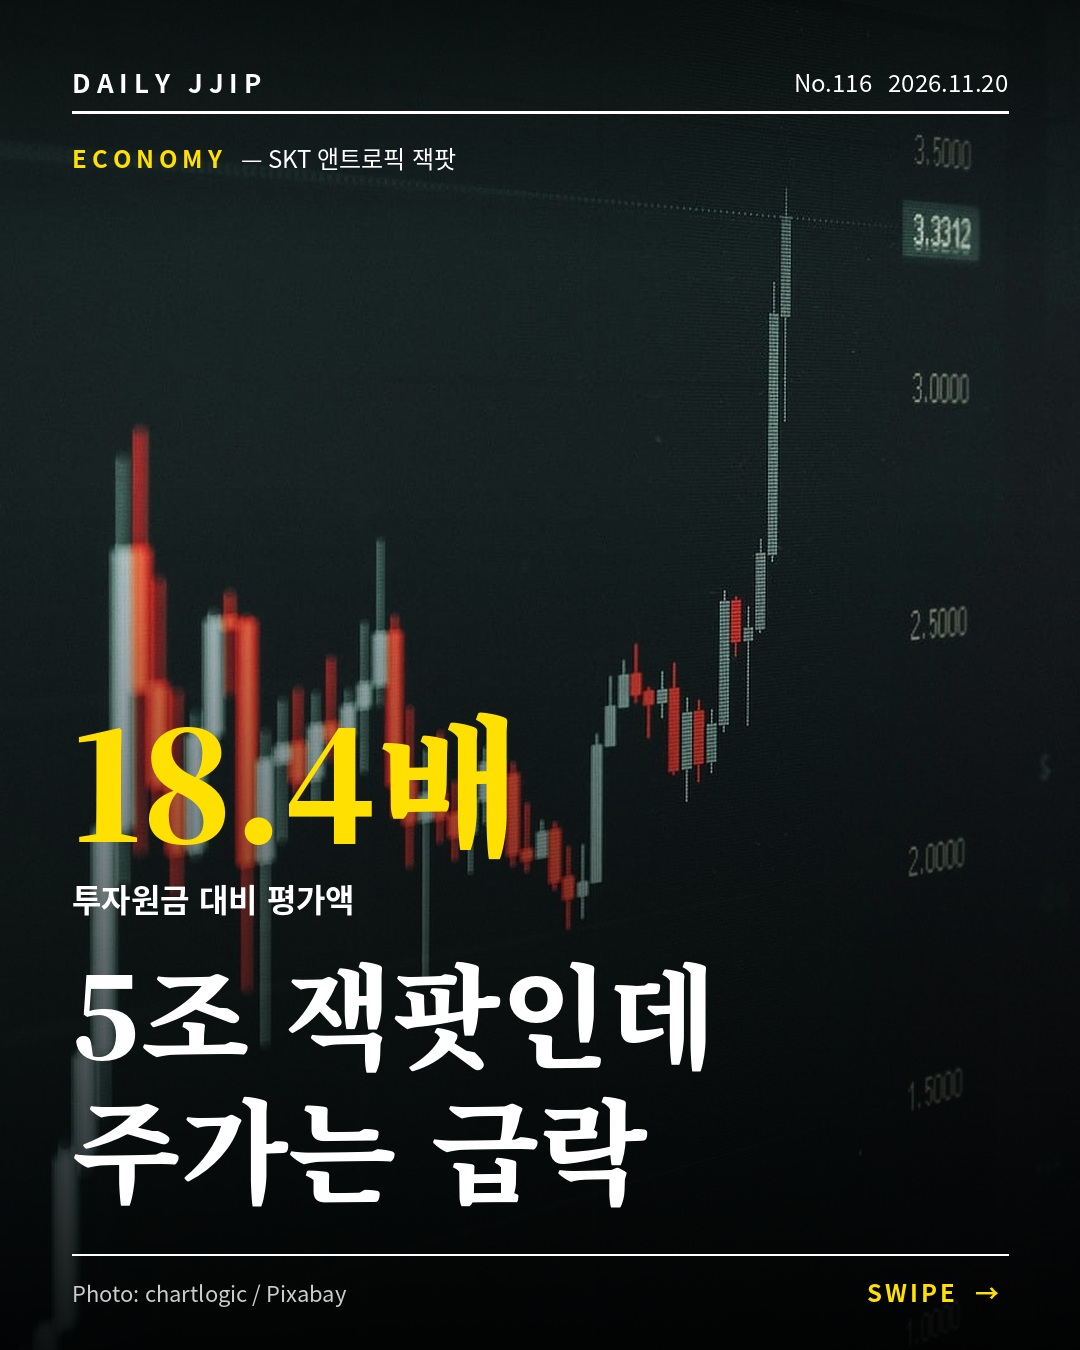 DAILY JJIP
No.116 2026.11.20
ECONOMY — SKT 앤트로픽 잭팟
3.5000
3.3312
3.0000
2.5000
18.4배
2.0000
투자원금 대비 평가액
5조 잭팟인데
1.5000
주가는 급락
Photo: chartlogic / Pixabay
SWIPE →
1.0000